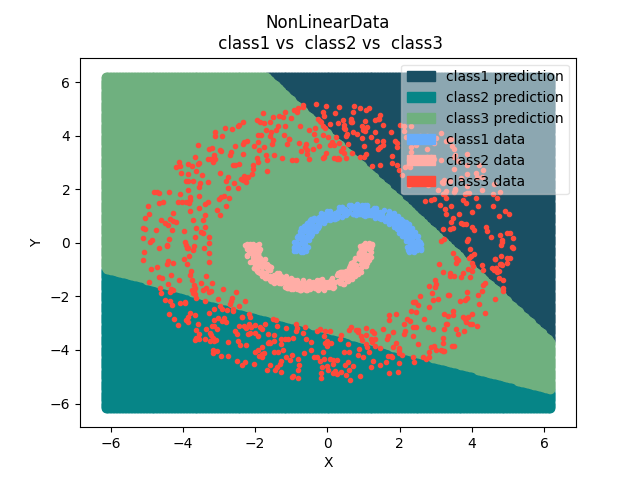 NonLinearData
class1 vs  class2 vs  class3
class1 prediction
class2 prediction
class3 prediction
class1 data
class2 data
class3 data
6
4
2
0
−2
−4
−6
Y
−6
−4
−2
0
2
4
6
X